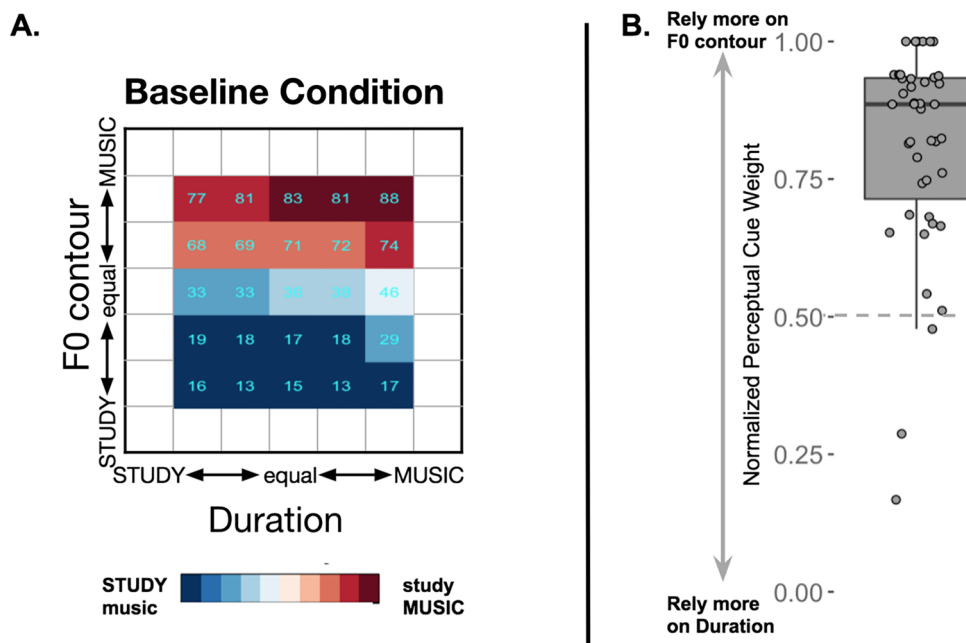 A.
Baseline Condition
F0 contour
STUDY equal MUSIC
77 81 83 81 88
68 69 71 72 74
33 33 36 38 46
19 18 17 18 29
16 13 15 13 17
STUDY equal MUSIC
Duration
STUDY
music
study
MUSIC
B.
Rely more on
F0 contour
Normalized Perceptual Cue Weight
1.00
0.75
0.50
0.25
0.00
Rely more
on Duration